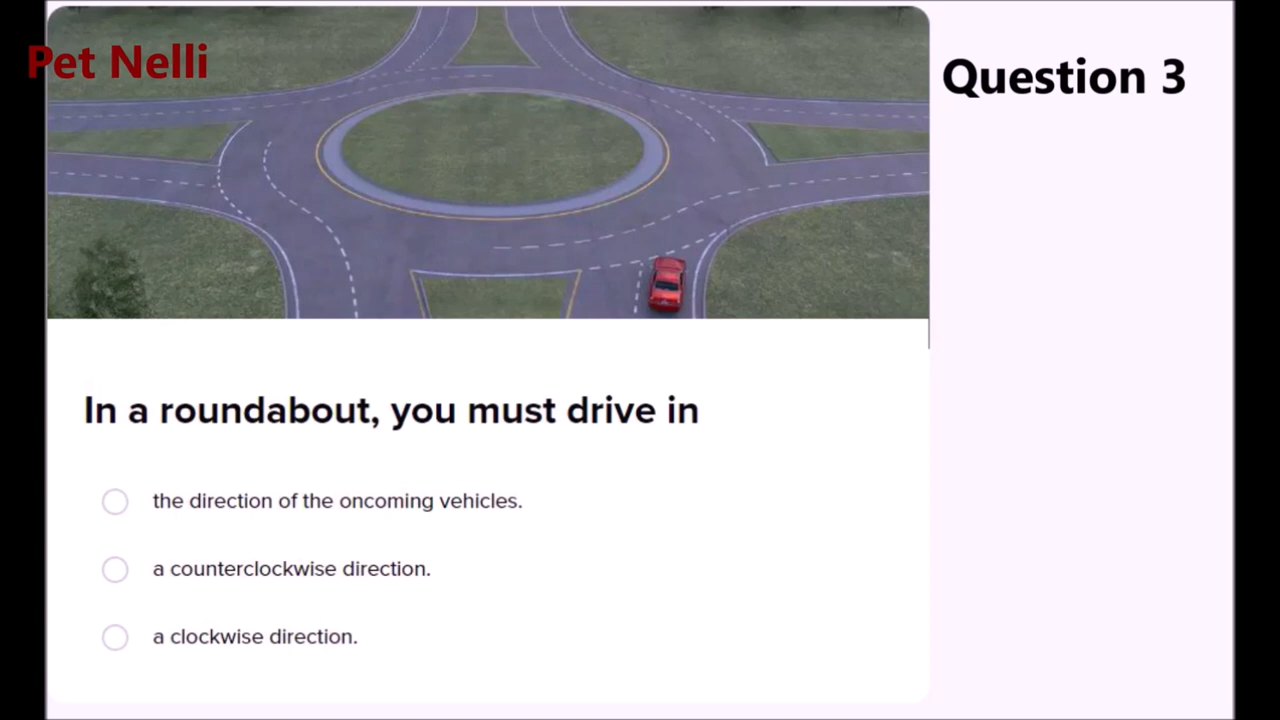 Pet Nelli
Question 3
In a roundabout, you must drive in
the direction of the oncoming vehicles.
a counterclockwise direction.
a clockwise direction.